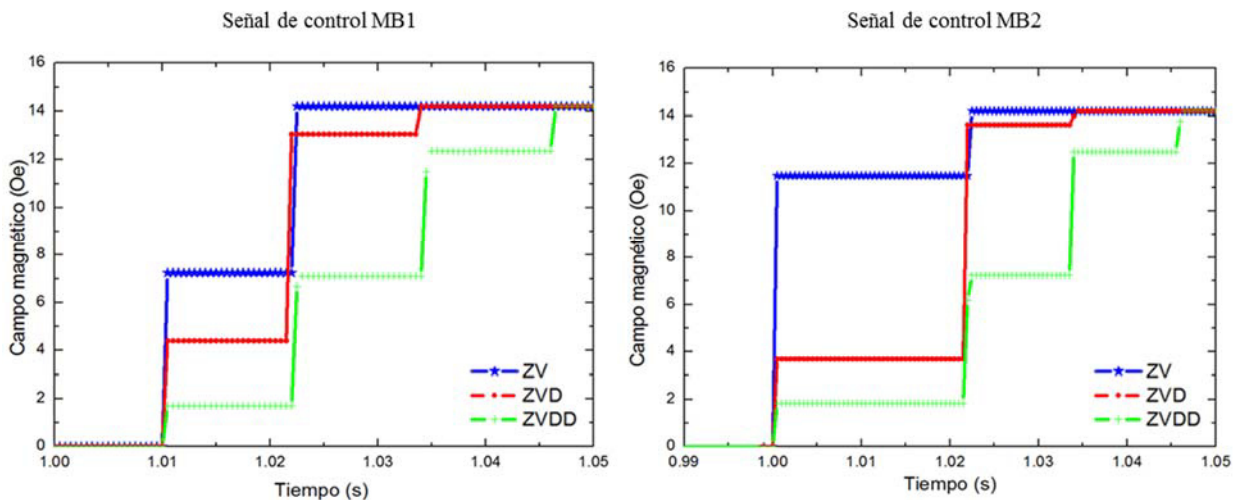 Señal de control MB1
Campo magnético (Oe)
16
14
12
10
8
6
4
2
0
1.00
1.01
1.02
1.03
1.04
1.05
Tiempo (s)
ZV
ZVD
ZVDD
Señal de control MB2
Campo magnético (Oe)
16
14
12
10
8
6
4
2
0
0.99
1.00
1.01
1.02
1.03
1.04
1.05
Tiempo (s)
ZV
ZVD
ZVDD